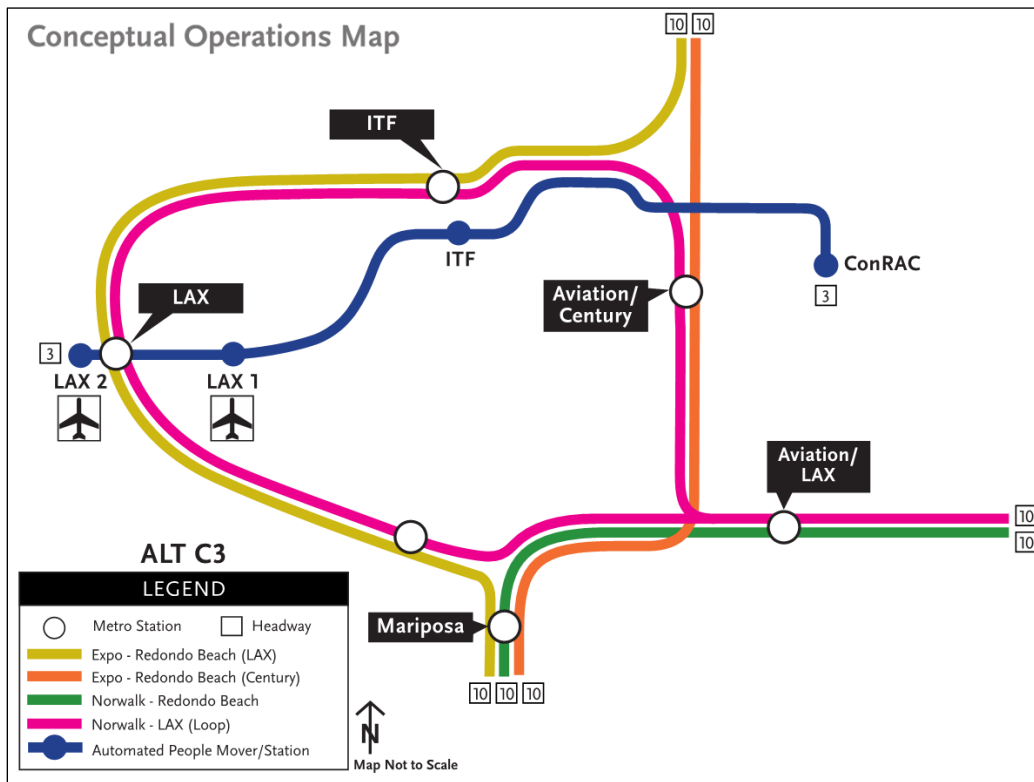 Conceptual Operations Map
10 10
ITF
ITF
ConRAC
3
LAX
Aviation/
Century
3
LAX 2
LAX 1
Aviation/
LAX
10
10
ALT C3
LEGEND
Metro Station
Headway
Expo - Redondo Beach (LAX)
Expo - Redondo Beach (Century)
Norwalk - Redondo Beach
Norwalk - LAX (Loop)
Automated People Mover/Station
Mariposa
10 10 10
N
Map Not to Scale